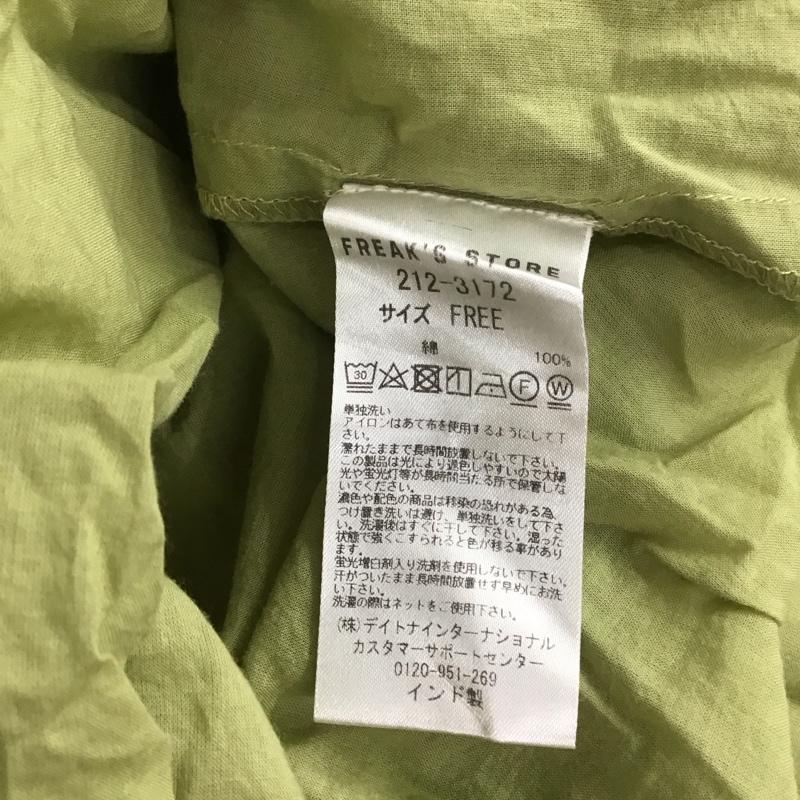 FREAK'S STORE
212-3172
サイズ FREE
綿 100%
30 F W
単独洗い
アイロンはあて布を使用するようにして下
さい。
濡れたままで長時間放置しないで下さい。
この製品は光により退色しやすいので太陽
光や蛍光灯等が長時間当たる所で保管しな
いでください。
濃色や配色の商品は移染の恐れがある為、
つけ置き洗いは避け、単独洗いをして下さ
い。洗濯後はすぐに干して下さい。湿った
状態で強くこすられると色が移る事があり
ます。
蛍光増白剤入り洗剤を使用しないで下さい。
汗がついたまま長時間放置せず早めにお洗
い下さい。
洗濯の際はネットをご使用下さい。
(株)デイトナインターナショナル
カスタマーサポートセンター
0120-951-269
インド製